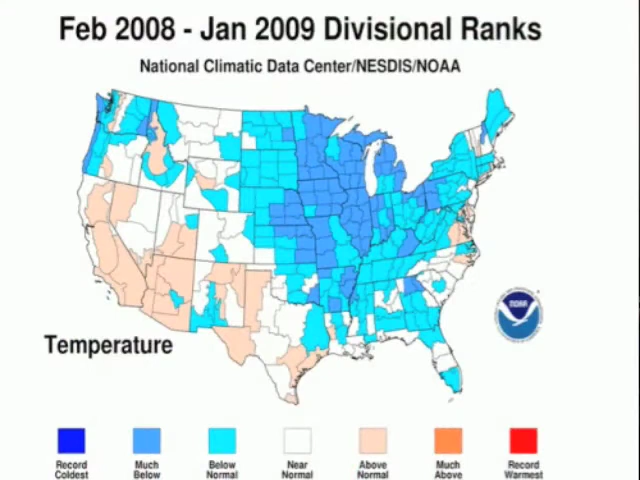 Feb 2008 - Jan 2009 Divisional Ranks
National Climatic Data Center/NESDIS/NOAA
NOAA
Temperature
Record Coldest
Much Below
Below Normal
Near Normal
Above Normal
Much Above
Record Warmest